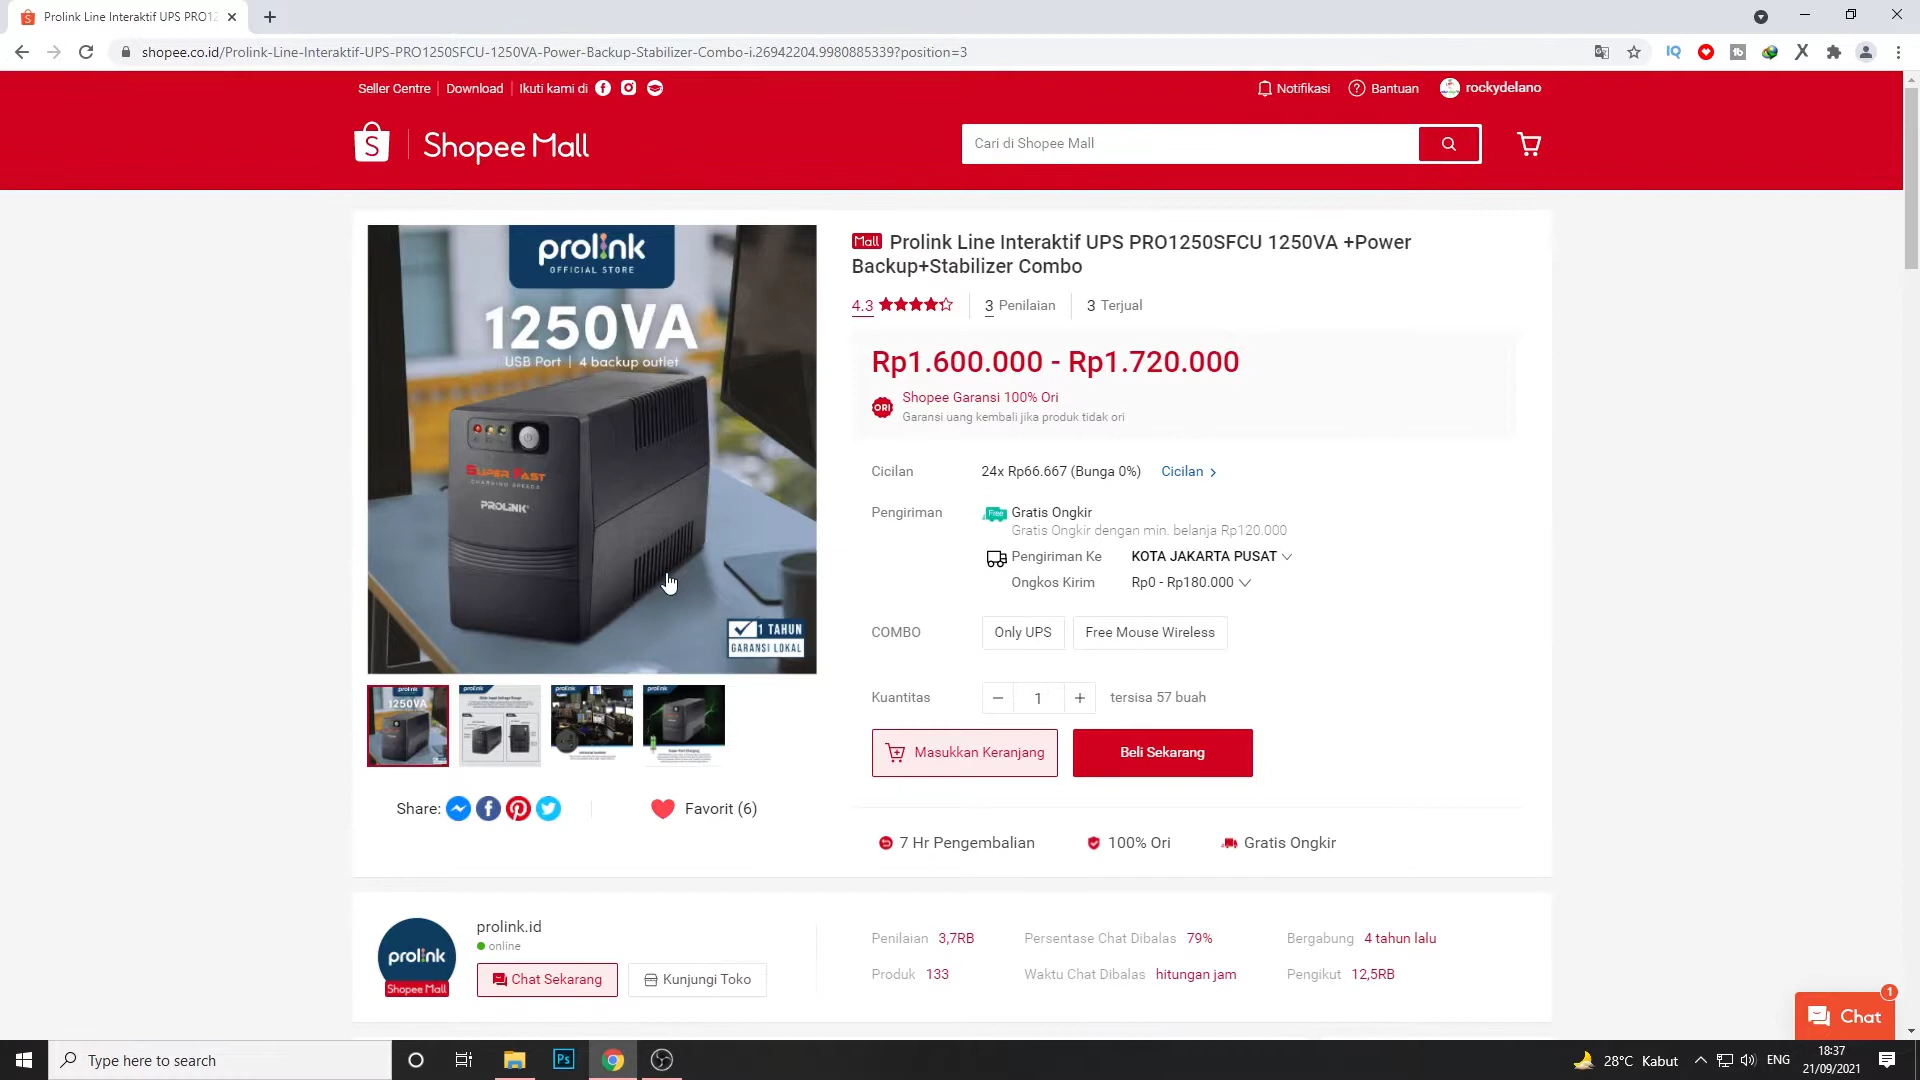 Prolink Line Interaktif UPS PRO12
shopee.co.id/Prolink-Line-Interaktif-UPS-PRO1250SFCU-1250VA-Power-Backup-Stabilizer-Combo-i.26942204.9980885339?position=3
IQ
Seller Centre
Download
Ikuti kami di
Notifikasi
Bantuan
rockydelano
Shopee Mall
Cari di Shopee Mall
prolink
OFFICIAL STORE
1250VA
USB Port | 4 backup outlet
SUPER FAST
CHARGING SPEEDS
PROLINK
1 TAHUN
GARANSI LOKAL
Mall Prolink Line Interaktif UPS PRO1250SFCU 1250VA +Power
Backup+Stabilizer Combo
4.3
3 Penilaian
3 Terjual
Rp1.600.000 - Rp1.720.000
ORI
Shopee Garansi 100% Ori
Garansi uang kembali jika produk tidak ori
Cicilan
24x Rp66.667 (Bunga 0%)
Cicilan
Pengiriman
Free
Gratis Ongkir
Gratis Ongkir dengan min. belanja Rp120.000
Pengiriman Ke
KOTA JAKARTA PUSAT
Ongkos Kirim
Rp0 - Rp180.000
COMBO
Only UPS
Free Mouse Wireless
Kuantitas
− 1 +
tersisa 57 buah
Masukkan Keranjang
Beli Sekarang
Share:
Favorit (6)
7 Hr Pengembalian
100% Ori
Gratis Ongkir
prolink
Shopee Mall
prolink.id
online
Chat Sekarang
Kunjungi Toko
Penilaian 3,7RB
Persentase Chat Dibalas 79%
Bergabung 4 tahun lalu
Produk 133
Waktu Chat Dibalas hitungan jam
Pengikut 12,5RB
1
Chat
Type here to search
Ps
28°C Kabut
ENG
18:37
21/09/2021